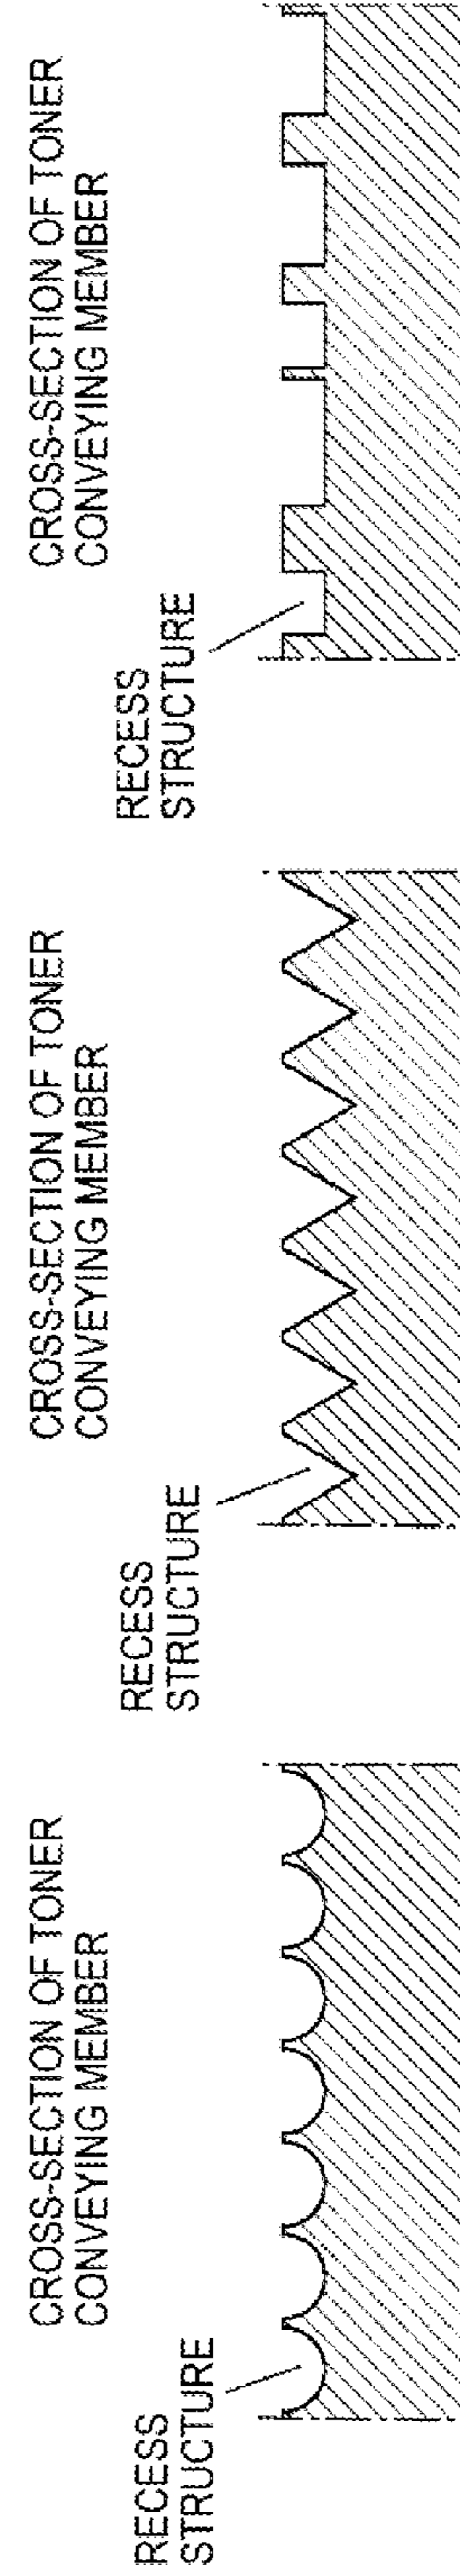 CROSS-SECTION OF TONER
CONVEYING MEMBER
RECESS
STRUCTURE
CROSS-SECTION OF TONER
CONVEYING MEMBER
RECESS
STRUCTURE
CROSS-SECTION OF TONER
CONVEYING MEMBER
RECESS
STRUCTURE